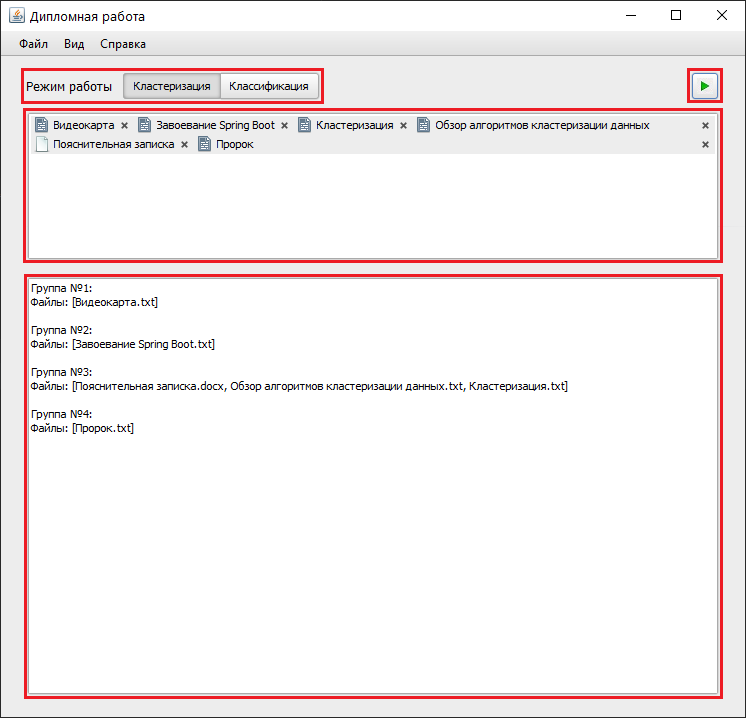 Дипломная работа
Файл Вид Справка
Режим работы Кластеризация Классификация
Видеокарта Завоевание Spring Boot Кластеризация Обзор алгоритмов кластеризации данных
Пояснительная записка Пророк
Группа №1:
Файлы: [Видеокарта.txt]
Группа №2:
Файлы: [Завоевание Spring Boot.txt]
Группа №3:
Файлы: [Пояснительная записка.docx, Обзор алгоритмов кластеризации данных.txt, Кластеризация.txt]
Группа №4:
Файлы: [Пророк.txt]